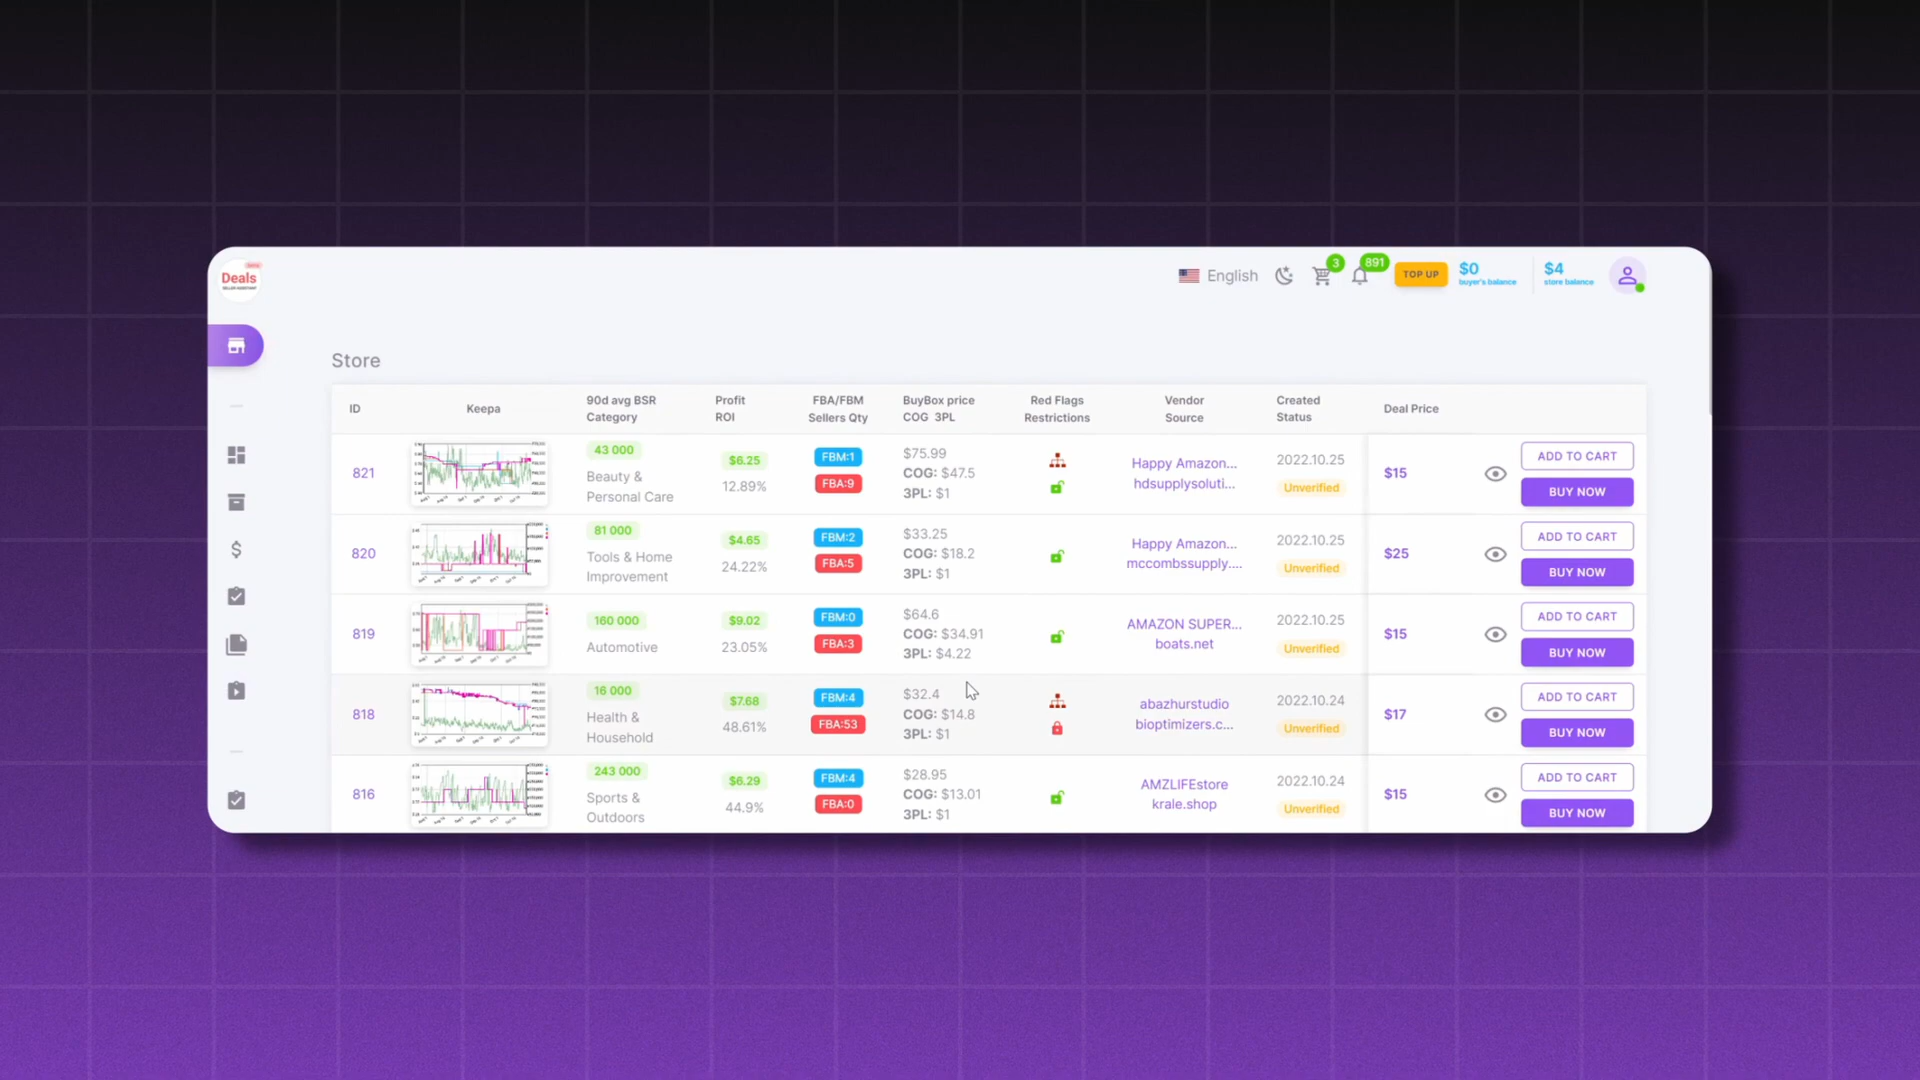 Deals
SELLER ASSISTANT
English
3
891
TOP UP
$0
buyer's balance
$4
store balance
Store
ID
Keepa
90d avg BSR
Category
Profit
ROI
FBA/FBM
Sellers Qty
BuyBox price
COG 3PL
Red Flags
Restrictions
Vendor
Source
Created
Status
Deal Price
821
43 000
Beauty &
Personal Care
$6.25
12.89%
FBM:1
FBA:9
$75.99
COG: $47.5
3PL: $1
Happy Amazon...
hdsupplysoluti...
2022.10.25
Unverified
$15
ADD TO CART
BUY NOW
820
81 000
Tools & Home
Improvement
$4.65
24.22%
FBM:2
FBA:5
$33.25
COG: $18.2
3PL: $1
Happy Amazon...
mccombssupply....
2022.10.25
Unverified
$25
ADD TO CART
BUY NOW
819
160 000
Automotive
$9.02
23.05%
FBM:0
FBA:3
$64.6
COG: $34.91
3PL: $4.22
AMAZON SUPER...
boats.net
2022.10.25
Unverified
$15
ADD TO CART
BUY NOW
818
16 000
Health &
Household
$7.68
48.61%
FBM:4
FBA:53
$32.4
COG: $14.8
3PL: $1
abazhurstudio
bioptimizers.c...
2022.10.24
Unverified
$17
ADD TO CART
BUY NOW
816
243 000
Sports &
Outdoors
$6.29
44.9%
FBM:4
FBA:0
$28.95
COG: $13.01
3PL: $1
AMZLIFEstore
krale.shop
2022.10.24
Unverified
$15
ADD TO CART
BUY NOW